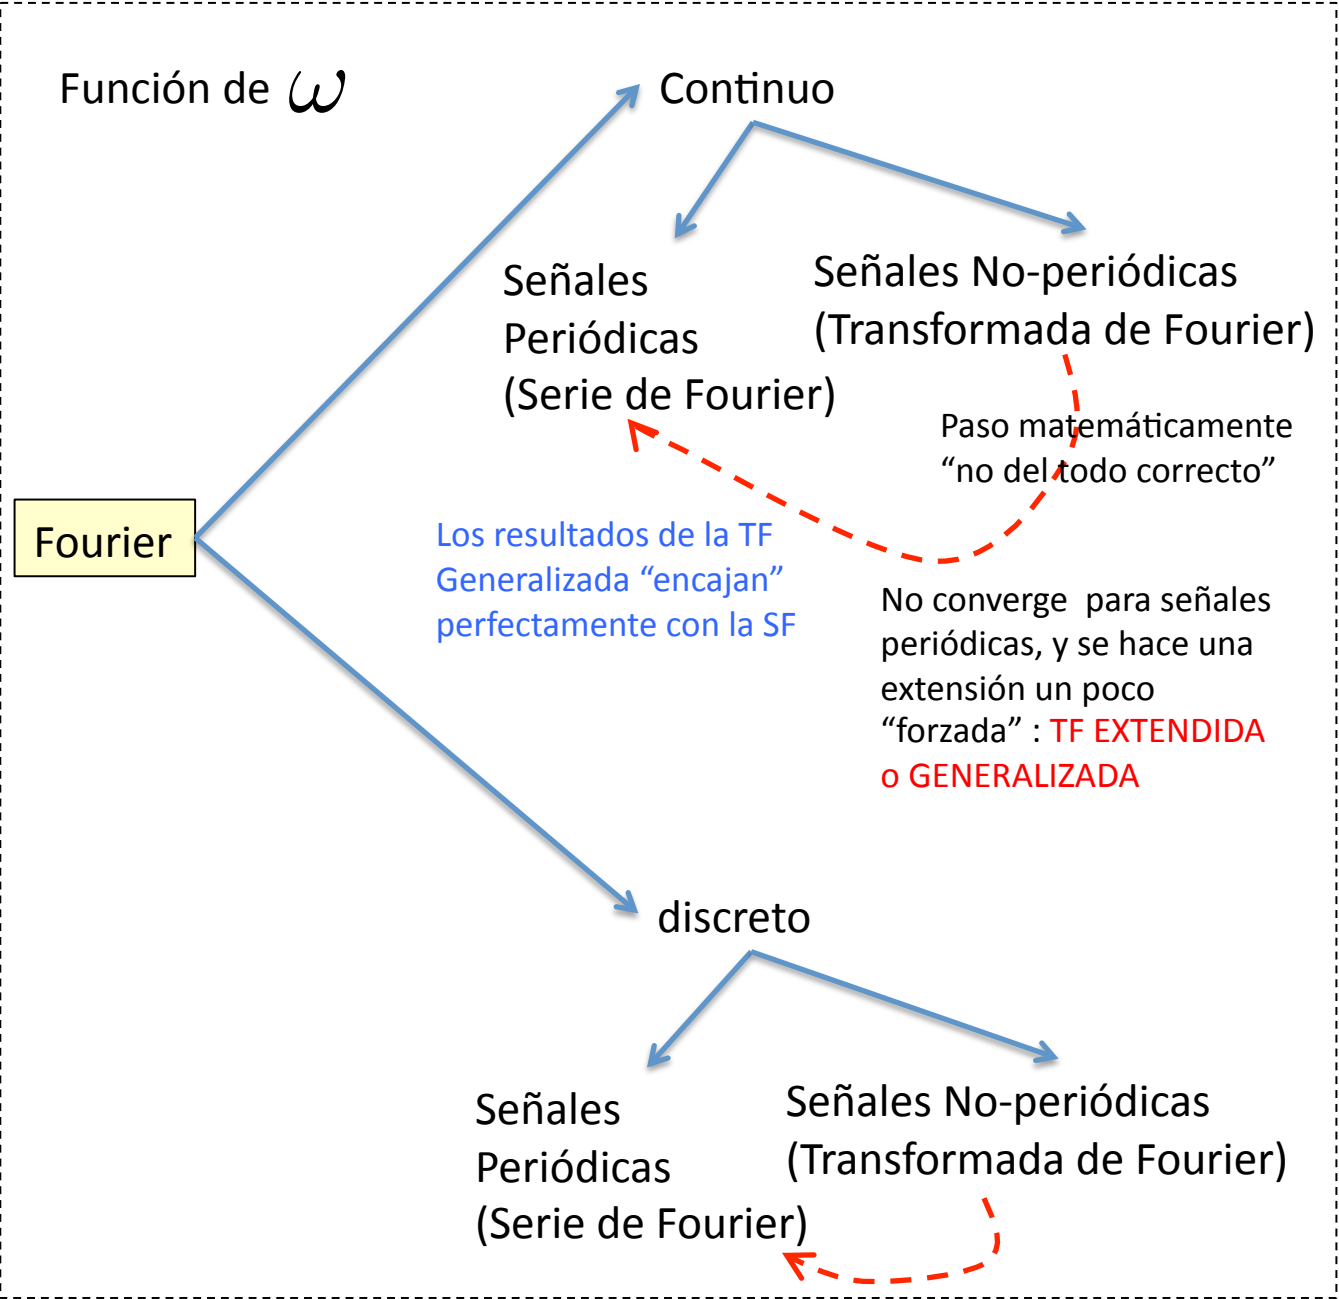 Función de ω
Continuo
Señales
Periódicas
(Serie de Fourier)
Señales No-periódicas
(Transformada de Fourier)
Paso matemáticamente
“no del todo correcto”
Fourier
Los resultados de la TF
Generalizada “encajan”
perfectamente con la SF
No converge  para señales
periódicas, y se hace una
extensión un poco
“forzada” : TF EXTENDIDA
o GENERALIZADA
discreto
Señales
Periódicas
(Serie de Fourier)
Señales No-periódicas
(Transformada de Fourier)